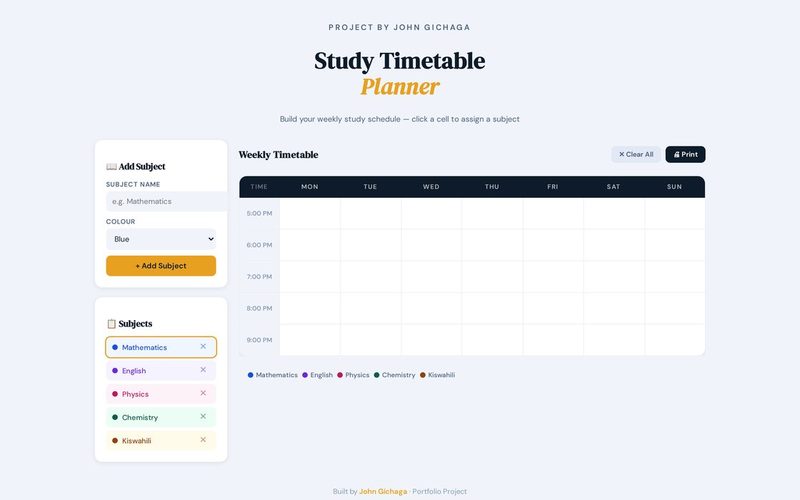 PROJECT BY JOHN GICHAGA
Study Timetable
Planner
Build your weekly study schedule — click a cell to assign a subject
📖 Add Subject
SUBJECT NAME
e.g. Mathematics
COLOUR
Blue
+ Add Subject
📋 Subjects
Mathematics ✕
English ✕
Physics ✕
Chemistry ✕
Kiswahili ✕
Weekly Timetable
✕ Clear All
🖨 Print
TIME MON TUE WED THU FRI SAT SUN
5:00 PM
6:00 PM
7:00 PM
8:00 PM
9:00 PM
Mathematics English Physics Chemistry Kiswahili
Built by John Gichaga · Portfolio Project